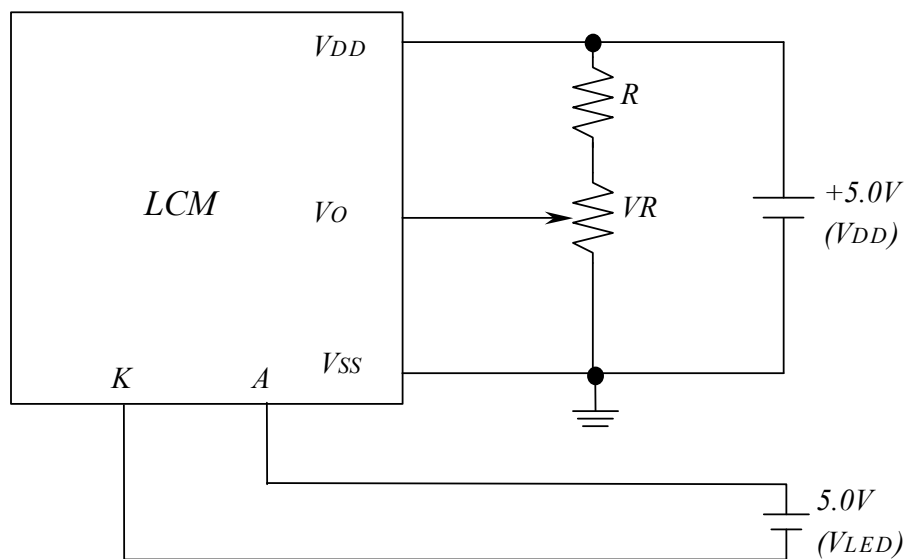 VDD
R
LCM
VO
VR
+5.0V
(VDD)
VSS
K
A
5.0V
(VLED)